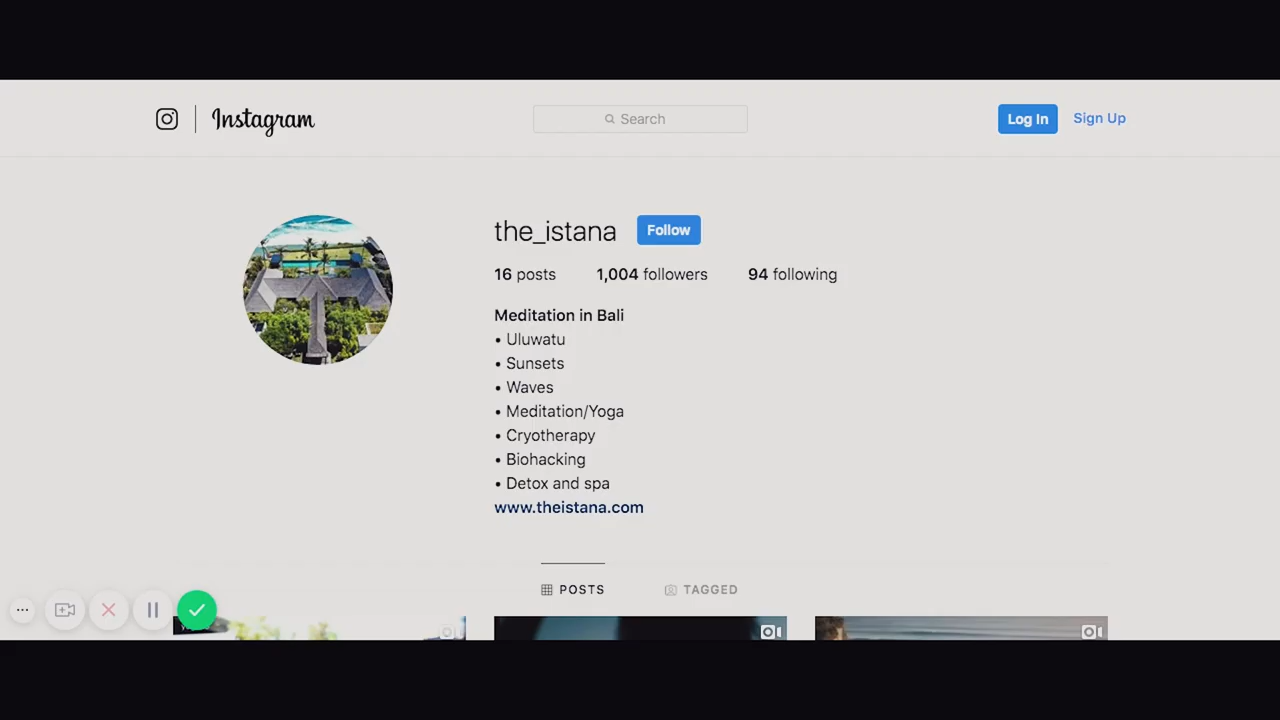 Instagram
Search
Log In
Sign Up
the_istana
Follow
16 posts
1,004 followers
94 following
Meditation in Bali
• Uluwatu
• Sunsets
• Waves
• Meditation/Yoga
• Cryotherapy
• Biohacking
• Detox and spa
www.theistana.com
POSTS
TAGGED